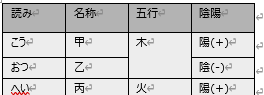 読み 名称 五行 陰陽
こう 甲 木 陽(+)
おつ 乙 陰(-)
へい 丙 火 陽(+)